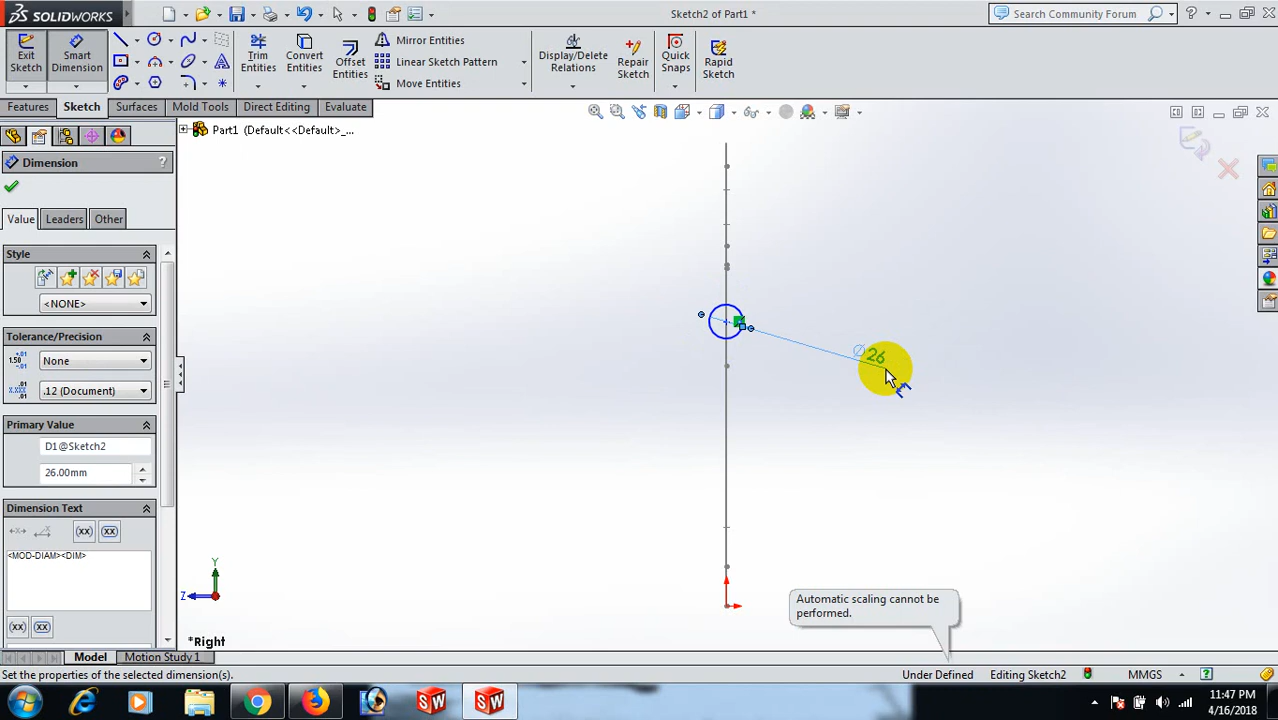 SOLIDWORKS
Sketch2 of Part1 *
Search Community Forum
Exit Sketch
Smart Dimension
Trim Entities
Convert Entities
Offset Entities
Mirror Entities
Linear Sketch Pattern
Move Entities
Display/Delete Relations
Repair Sketch
Quick Snaps
Rapid Sketch
Features
Sketch
Surfaces
Mold Tools
Direct Editing
Evaluate
Part1 (Default<<Default>_...
Dimension
?
Value
Leaders
Other
Style
<NONE>
Tolerance/Precision
None
.12 (Document)
Primary Value
D1@Sketch2
26.00mm
Dimension Text
(xx) (xx)
<MOD-DIAM><DIM>
(xx) (xx)
∅26
Y
Z
*Right
Automatic scaling cannot be
performed.
Model
Motion Study 1
Set the properties of the selected dimension(s).
Under Defined
Editing Sketch2
MMGS
11:47 PM
4/16/2018